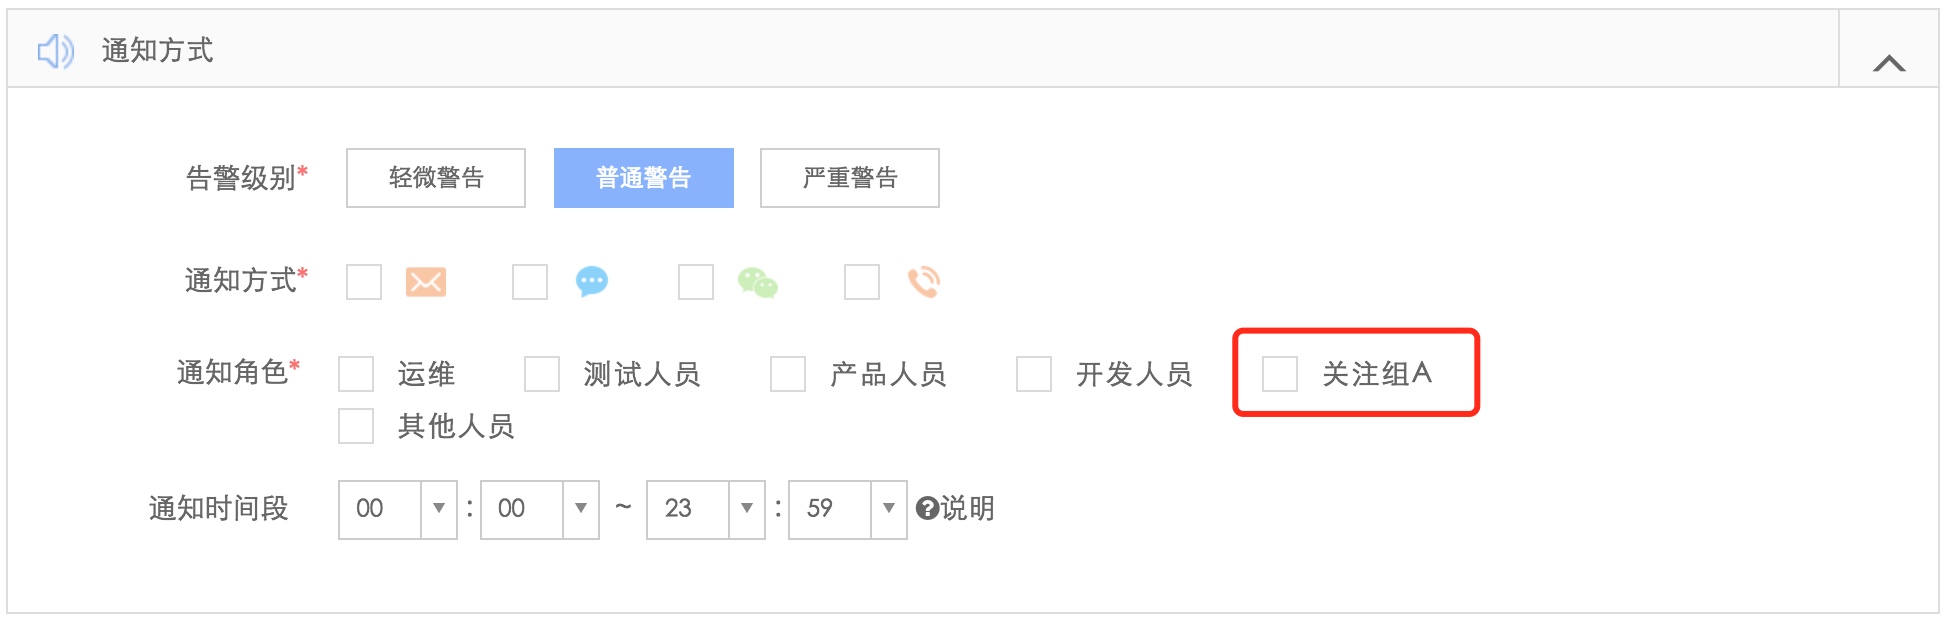 通知方式
告警级别* 轻微警告 普通警告 严重警告
通知方式*
通知角色* 运维 测试人员 产品人员 开发人员 关注组A
其他人员
通知时间段 00 : 00 ~ 23 : 59 ?说明